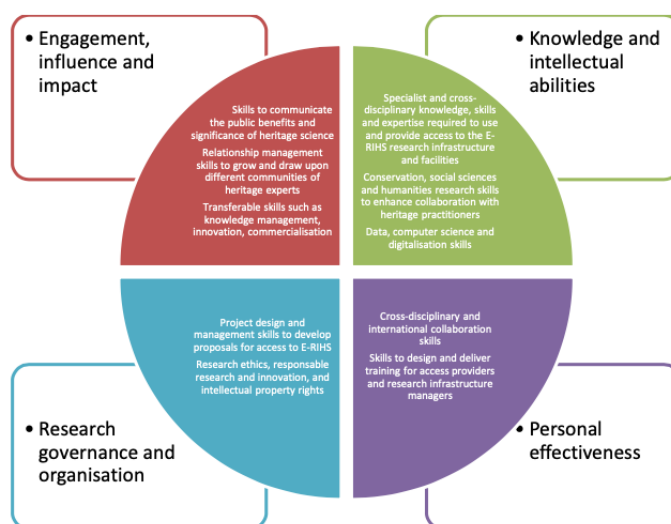 • Engagement,
influence and
impact
• Knowledge and
intellectual
abilities
Skills to communicate
the public benefits and
significance of heritage science
Relationship management
skills to grow and draw upon
different communities of
heritage experts
Transferable skills such as
knowledge management,
innovation, commercialisation
Specialist and cross-
disciplinary knowledge, skills
and expertise required to use
and provide access to the E-
RIHS research infrastructure
and facilities
Conservation, social sciences
and humanities research skills
to enhance collaboration with
heritage practitioners
Data, computer science and
digitalisation skills
Project design and
management skills to develop
proposals for access to E-RIHS
Research ethics, responsable
research and innovation, and
intellectual property rights
Cross-disciplinary and
international collaboration
skills
Skills to design and deliver
training for access providers
and research infrastructure
managers
• Research
governance and
organisation
• Personal
effectiveness